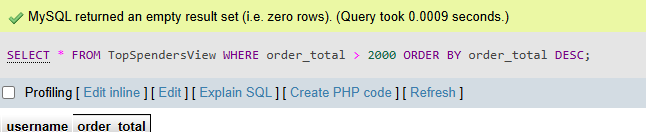 MySQL returned an empty result set (i.e. zero rows). (Query took 0.0009 seconds.)
SELECT * FROM TopSpendersView WHERE order_total > 2000 ORDER BY order_total DESC;
Profiling [ Edit inline ] [ Edit ] [ Explain SQL ] [ Create PHP code ] [ Refresh ]
username order_total